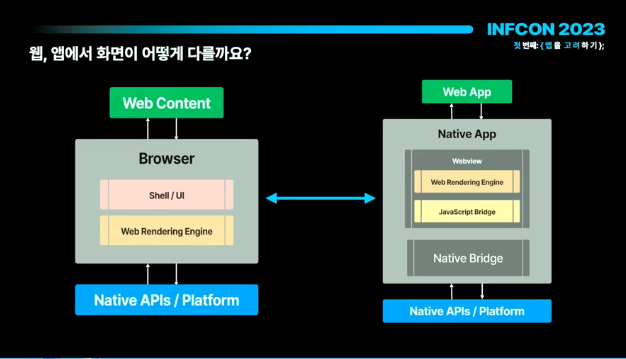 INFCON 2023
첫 번째: {앱을 고려하기};
웹, 앱에서 화면이 어떻게 다를까요?
Web Content
Browser
Shell / UI
Web Rendering Engine
Native APIs / Platform
Web App
Native App
Webview
Web Rendering Engine
JavaScript Bridge
Native Bridge
Native APIs / Platform